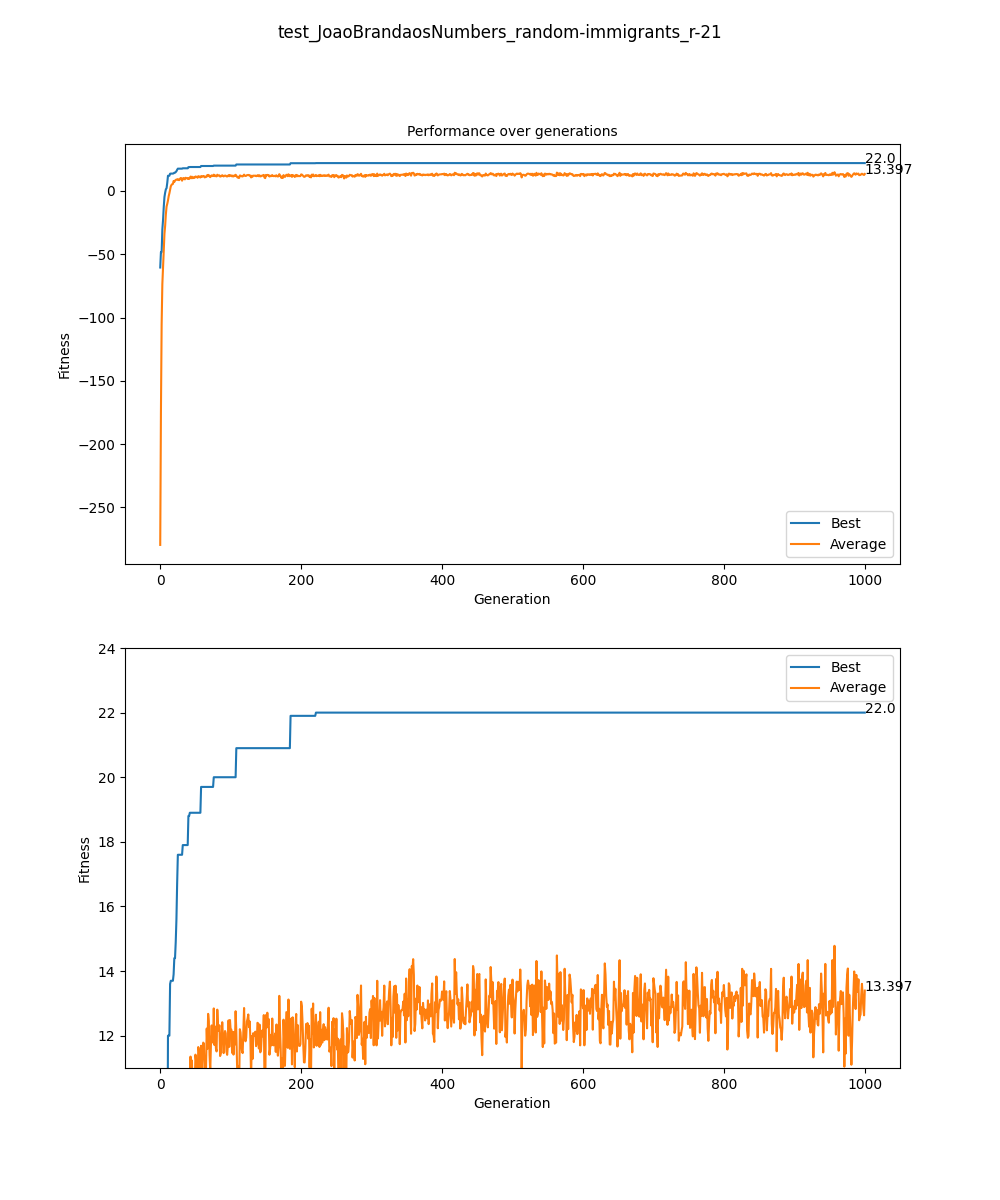 test_JoaoBrandaosNumbers_random-immigrants_r-21
Performance over generations
22.0
13.397
0
−50
−100
−150
−200
−250
Fitness
Best
Average
0 200 400 600 800 1000
Generation
24
22
20
18
16
14
12
Fitness
Best
Average
22.0
13.397
0 200 400 600 800 1000
Generation